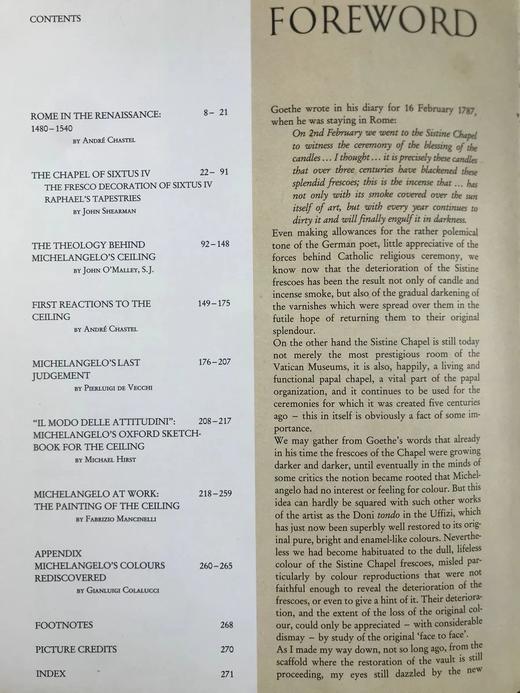 CONTENTS
ROME IN THE RENAISSANCE: 8– 21
1480–1540
BY ANDRÉ CHASTEL
THE CHAPEL OF SIXTUS IV 22– 91
THE FRESCO DECORATION OF SIXTUS IV
RAPHAEL'S TAPESTRIES
BY JOHN SHEARMAN
THE THEOLOGY BEHIND 92–148
MICHELANGELO'S CEILING
BY JOHN O'MALLEY, S.J.
FIRST REACTIONS TO THE 149–175
CEILING
BY ANDRÉ CHASTEL
MICHELANGELO'S LAST 176–207
JUDGEMENT
BY PIERLUIGI DE VECCHI
"IL MODO DELLE ATTITUDINI": 208–217
MICHELANGELO'S OXFORD SKETCH-
BOOK FOR THE CEILING
BY MICHAEL HIRST
MICHELANGELO AT WORK: 218–259
THE PAINTING OF THE CEILING
BY FABRIZIO MANCINELLI
APPENDIX
MICHELANGELO'S COLOURS 260–265
REDISCOVERED
BY GIANLUIGI COLALUCCI
FOOTNOTES 268
PICTURE CREDITS 270
INDEX 271
FOREWORD
Goethe wrote in his diary for 16 February 1787,
when he was staying in Rome:
On 2nd February we went to the Sistine Chapel
to witness the ceremony of the blessing of the
candles... I thought... it is precisely these candles
that over three centuries have blackened these
splendid frescoes; this is the incense that ... has
not only with its smoke covered over the sun
itself of art, but with every year continues to
dirty it and will finally engulf it in darkness.
Even making allowances for the rather polemical
tone of the German poet, little appreciative of the
forces behind Catholic religious ceremony, we
know now that the deterioration of the Sistine
frescoes has been the result not only of candle and
incense smoke, but also of the gradual darkening of
the varnishes which were spread over them in the
futile hope of returning them to their original
splendour.
On the other hand the Sistine Chapel is still today
not merely the most prestigious room of the
Vatican Museums, it is also, happily, a living and
functional papal chapel, a vital part of the papal
organization, and it continues to be used for the
ceremonies for which it was created five centuries
ago – this in itself is obviously a fact of some im-
portance.
We may gather from Goethe's words that already
in his time the frescoes of the Chapel were growing
darker and darker, until eventually in the minds of
some critics the notion became rooted that Michel-
angelo had no interest or feeling for colour. But this
idea can hardly be squared with such other works
of the artist as the Doni tondo in the Uffizi, which
has just now been superbly well restored to its orig-
inal pure, bright and enamel-like colours. Neverthe-
less we had become habituated to the dull, lifeless
colour of the Sistine Chapel frescoes, misled par-
ticularly by colour reproductions that were not
faithful enough to reveal the deterioration of the
frescoes, or even to give a hint of it. Their deteriora-
tion, and the extent of the loss of the original col-
our, could only be appreciated – with considerable
dismay – by study of the original 'face to face'.
As I made my way down, not so long ago, from the
scaffold where the restoration of the vault is still
proceeding, my eyes still dazzled by the new